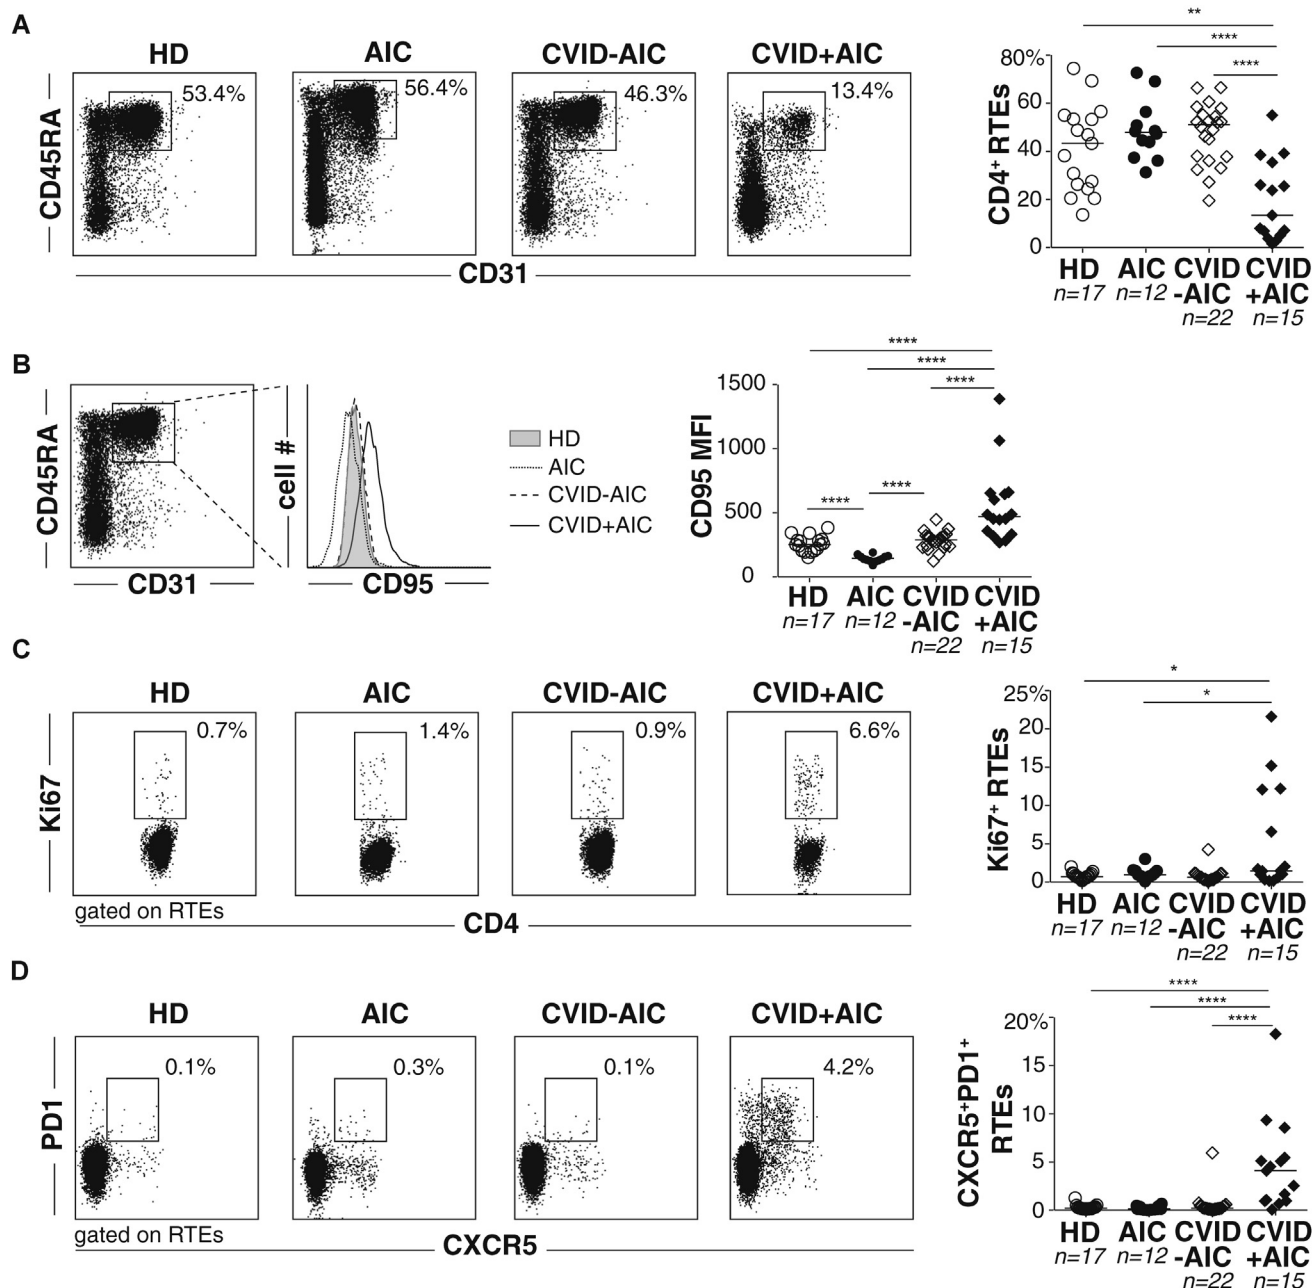 A
HD AIC CVID-AIC CVID+AIC
53.4% 56.4% 46.3% 13.4%
CD45RA
CD31
** **** ****
CD4+ RTEs
80% 60 40 20 0
HD AIC CVID CVID
n=17 n=12 -AIC +AIC
n=22 n=15
B
CD45RA
CD31
cell #
CD95
HD
AIC
CVID-AIC
CVID+AIC
**** **** **** **** ****
CD95 MFI
1500 1000 500 0
HD AIC CVID CVID
n=17 n=12 -AIC +AIC
n=22 n=15
C
HD AIC CVID-AIC CVID+AIC
0.7% 1.4% 0.9% 6.6%
Ki67
gated on RTEs
CD4
* *
Ki67+ RTEs
25% 20 15 10 5 0
HD AIC CVID CVID
n=17 n=12 -AIC +AIC
n=22 n=15
D
HD AIC CVID-AIC CVID+AIC
0.1% 0.3% 0.1% 4.2%
PD1
gated on RTEs
CXCR5
**** **** ****
CXCR5+PD1+
RTEs
20% 15 10 5 0
HD AIC CVID CVID
n=17 n=12 -AIC +AIC
n=22 n=15